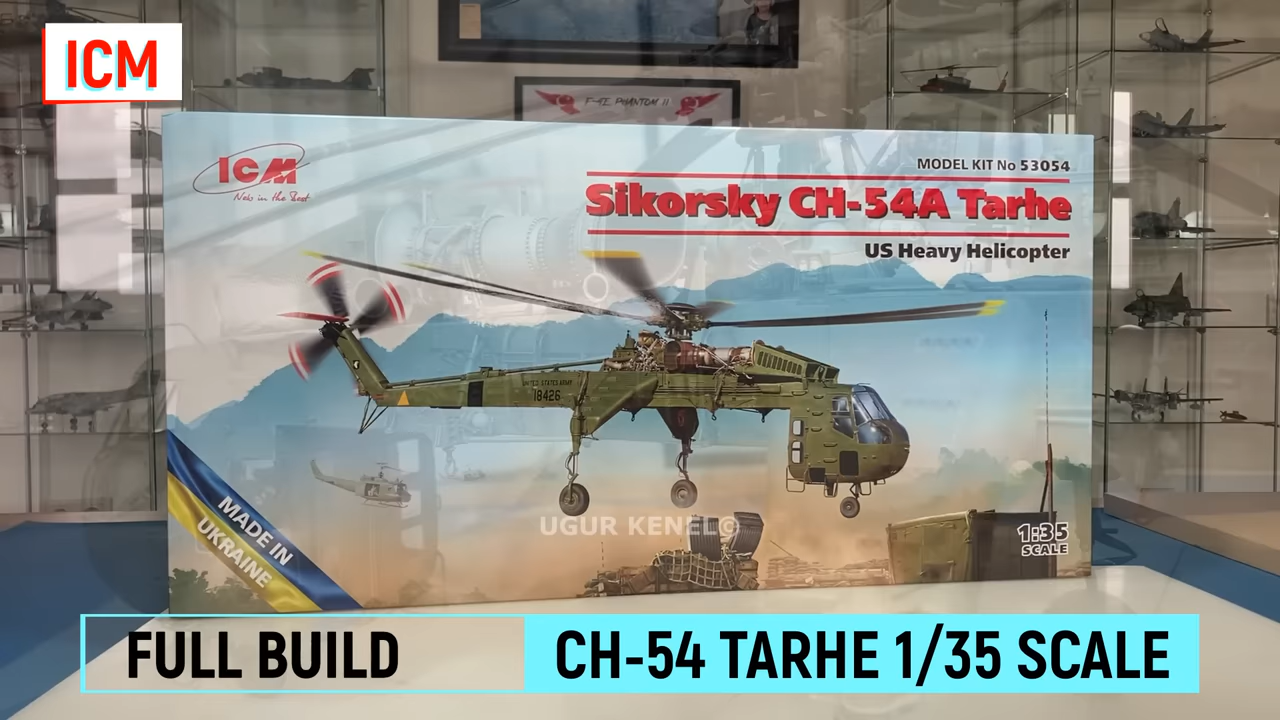 ICM
F-4E PHANTOM II
ICM
New in the Best
MODEL KIT No 53054
Sikorsky CH-54A Tarhe
US Heavy Helicopter
UNITED STATES ARMY
18426
MADE IN
UKRAINE
UGUR KENEL©
1:35
SCALE
FULL BUILD
CH-54 TARHE 1/35 SCALE